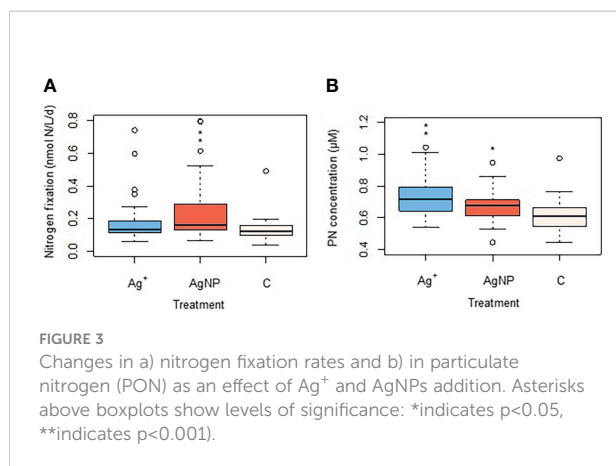 A
B
Nitrogen fixation (nmol N/L/d)
0.8
0.6
0.4
0.2
0.0
*
*
Ag⁺
AgNP
C
Treatment
PN concentration (µM)
1.2
1.0
0.8
0.6
0.4
*
*
*
Ag⁺
AgNP
C
Treatment
FIGURE 3
Changes in a) nitrogen fixation rates and b) in particulate
nitrogen (PON) as an effect of Ag⁺ and AgNPs addition. Asterisks
above boxplots show levels of significance: *indicates p<0.05,
**indicates p<0.001).